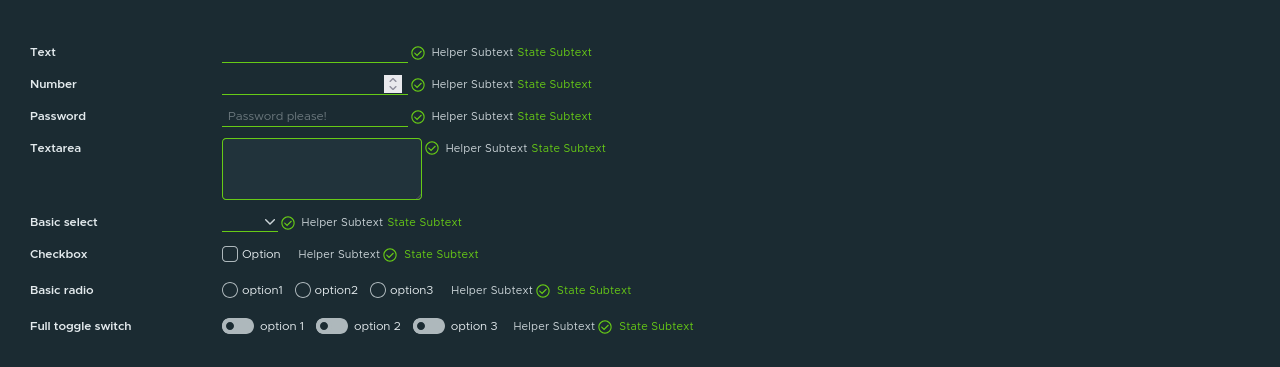 Text Helper Subtext State Subtext
Number Helper Subtext State Subtext
Password Password please! Helper Subtext State Subtext
Textarea Helper Subtext State Subtext
Basic select Helper Subtext State Subtext
Checkbox Option Helper Subtext State Subtext
Basic radio option1 option2 option3 Helper Subtext State Subtext
Full toggle switch option 1 option 2 option 3 Helper Subtext State Subtext